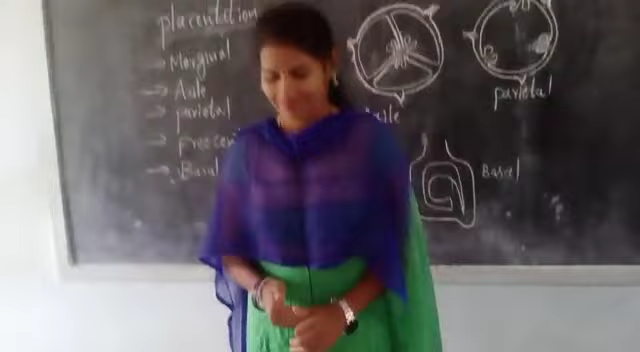 placentation
→ Marginal
→ Axile
→ parietal
→ Basal
parietal
Basal